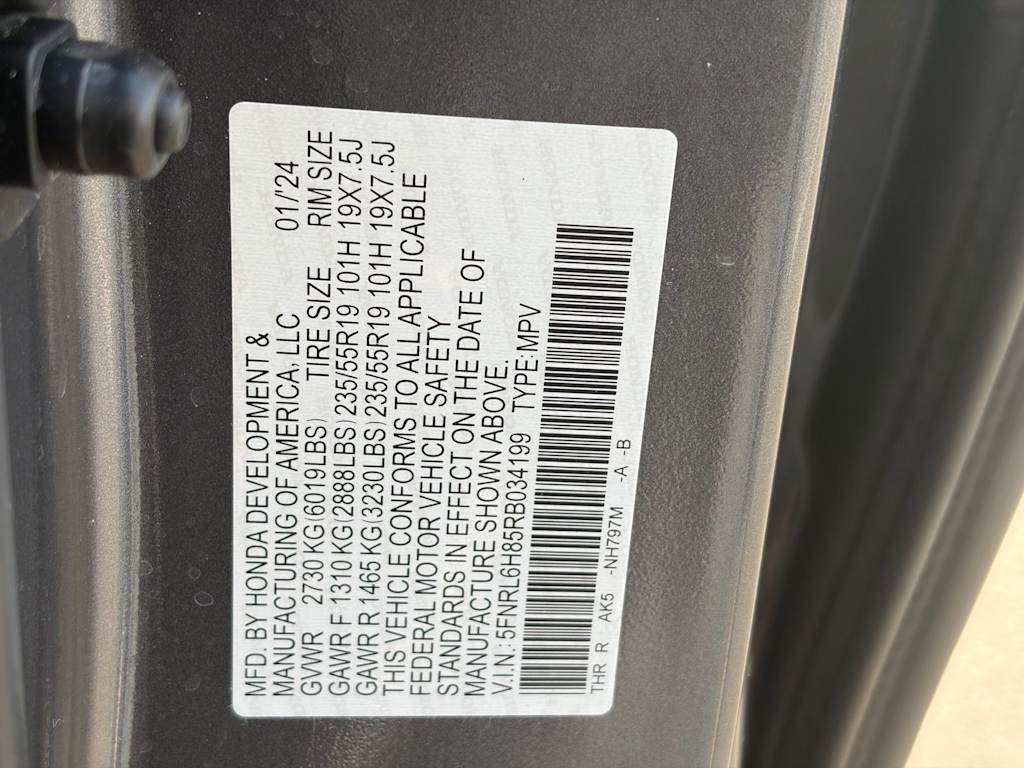 MFD. BY HONDA DEVELOPMENT &
MANUFACTURING OF AMERICA, LLC 01/'24
GVWR 2730 KG (6019LBS) TIRE SIZE RIM SIZE
GAWR F 1310 KG (2888LBS) 235/55R19 101H 19X7.5J
GAWR R 1465 KG (3230LBS) 235/55R19 101H 19X7.5J
THIS VEHICLE CONFORMS TO ALL APPLICABLE
FEDERAL MOTOR VEHICLE SAFETY
STANDARDS IN EFFECT ON THE DATE OF
MANUFACTURE SHOWN ABOVE.
V.I.N.: 5FNRL6H85RB034199 TYPE: MPV
THR R AK5 -NH797M -A -B